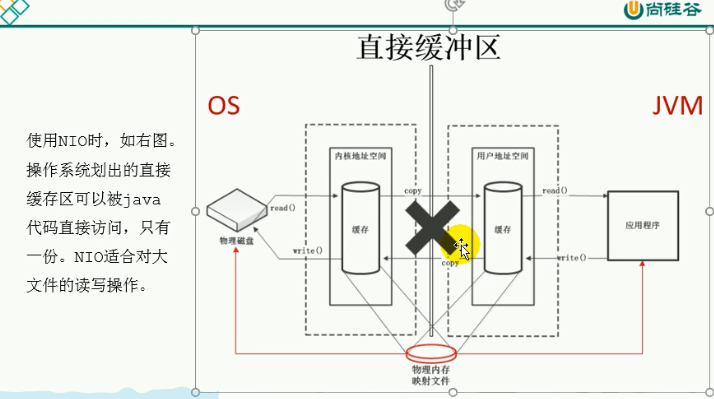 尚硅谷
直接缓冲区
OS
JVM
使用NIO时，如右图。
操作系统划出的直接
缓存区可以被java
代码直接访问，只有
一份。NIO适合对大
文件的读写操作。
内核地址空间
用户地址空间
copy
read()
read()
缓存
缓存
应用程序
物理磁盘
write()
copy
write()
物理内存
映射文件